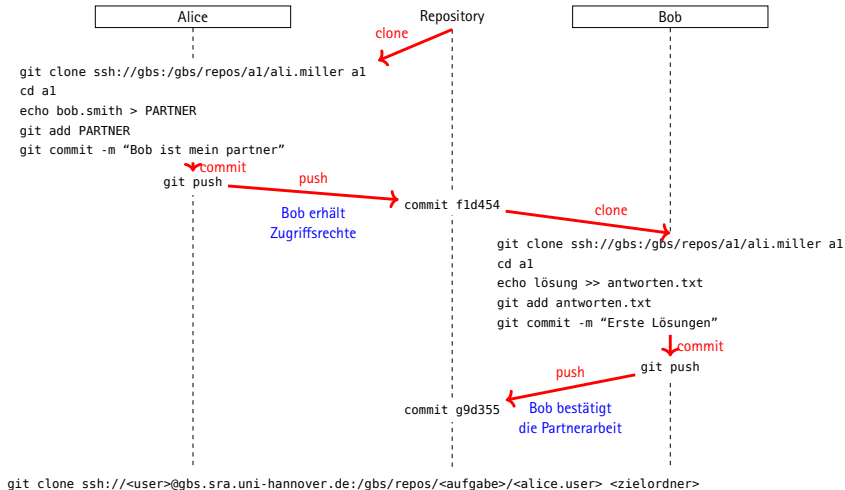 Alice
Repository
Bob
clone
git clone ssh://gbs:/gbs/repos/a1/ali.miller a1
cd a1
echo bob.smith > PARTNER
git add PARTNER
git commit -m “Bob ist mein partner”
commit
git push
push
Bob erhält
Zugriffsrechte
commit f1d454
clone
git clone ssh://gbs:/gbs/repos/a1/ali.miller a1
cd a1
echo lösung >> antworten.txt
git add antworten.txt
git commit -m “Erste Lösungen”
commit
git push
push
commit g9d355
Bob bestätigt
die Partnerarbeit
git clone ssh://<user>@gbs.sra.uni-hannover.de:/gbs/repos/<aufgabe>/<alice.user> <zielordner>